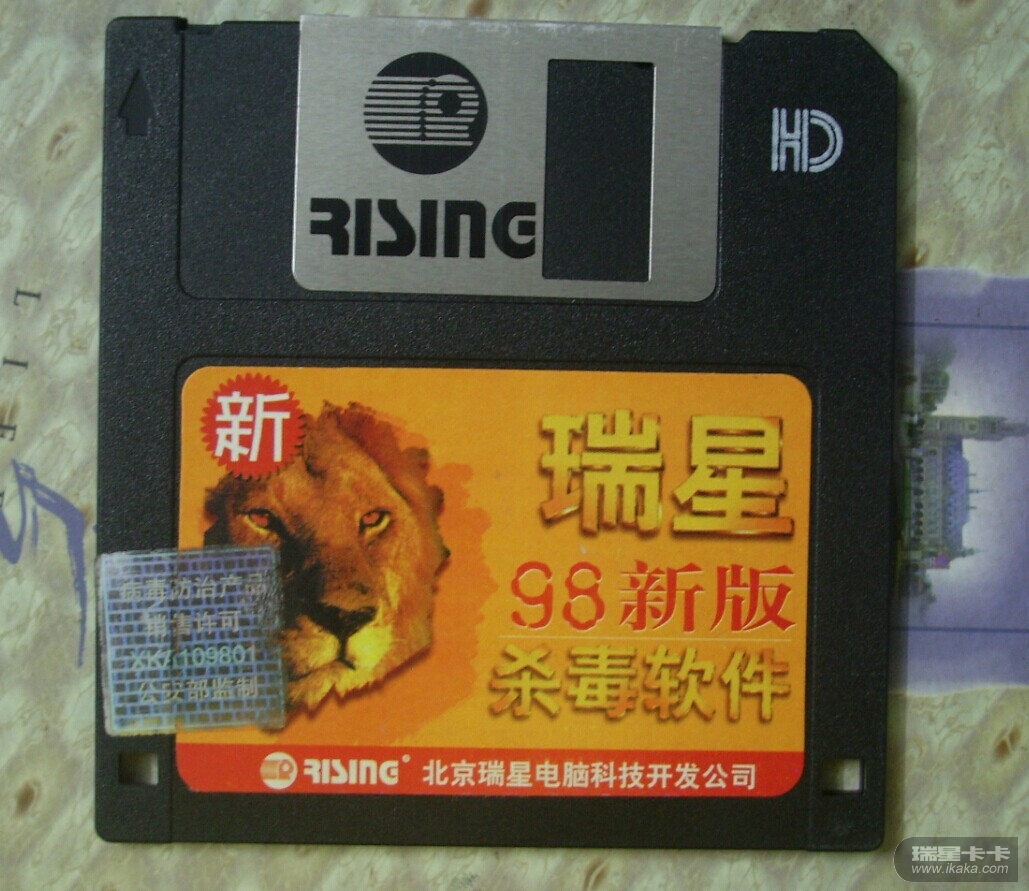 RISING
HD
新
瑞星
98新版
杀毒软件
病毒防治产品
销售许可
XKA109801
公安部监制
RISING® 北京瑞星电脑科技开发公司
LIFE
瑞星卡卡
www.ikaka.com